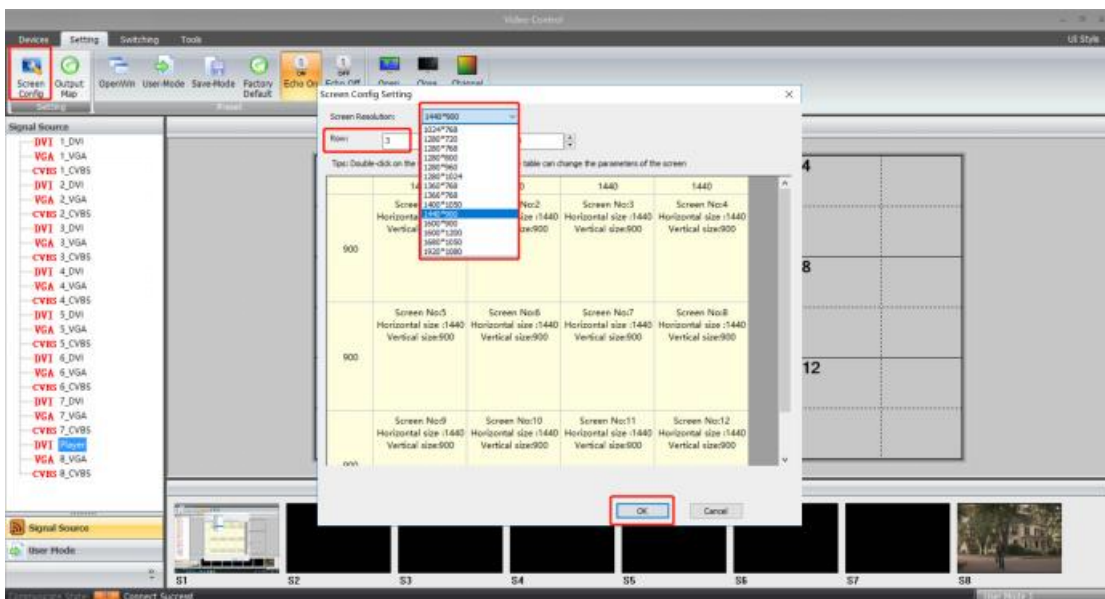 Video Control
Devices Setting Switching Tools UI Style
Screen Config
Output Map
OpenWin
User-Mode
Save-Mode
Factory Default
ON
Echo On
OFF
Echo Off
Open
Close
Channel
Setting
Preset
Signal Source
DVI 1_DVI
VGA 1_VGA
CVBS 1_CVBS
DVI 2_DVI
VGA 2_VGA
CVBS 2_CVBS
DVI 3_DVI
VGA 3_VGA
CVBS 3_CVBS
DVI 4_DVI
VGA 4_VGA
CVBS 4_CVBS
DVI 5_DVI
VGA 5_VGA
CVBS 5_CVBS
DVI 6_DVI
VGA 6_VGA
CVBS 6_CVBS
DVI 7_DVI
VGA 7_VGA
CVBS 7_CVBS
DVI Player
VGA 8_VGA
CVBS 8_CVBS
Signal Source
User Mode
Screen Config Setting
Screen Resolution: 1440*900
Row: 3
1024*768
1280*720
1280*768
1280*800
1280*960
1280*1024
1360*768
1366*768
1400*1050
1440*900
1600*900
1600*1200
1680*1050
1920*1080
Tips: Double-click on the table can change the parameters of the screen
1440 1440
Screen No:3 Screen No:4
Horizontal size :1440 Horizontal size :1440
Vertical size:900 Vertical size:900
900
Screen No:5 Screen No:6 Screen No:7 Screen No:8
Horizontal size :1440 Horizontal size :1440 Horizontal size :1440 Horizontal size :1440
Vertical size:900 Vertical size:900 Vertical size:900 Vertical size:900
900
Screen No:9 Screen No:10 Screen No:11 Screen No:12
Horizontal size :1440 Horizontal size :1440 Horizontal size :1440 Horizontal size :1440
Vertical size:900 Vertical size:900 Vertical size:900 Vertical size:900
900
OK Cancel
4
8
12
S1 S2 S3 S4 S5 S6 S7 S8
Communicate State: Connect Succeed User Mode 1